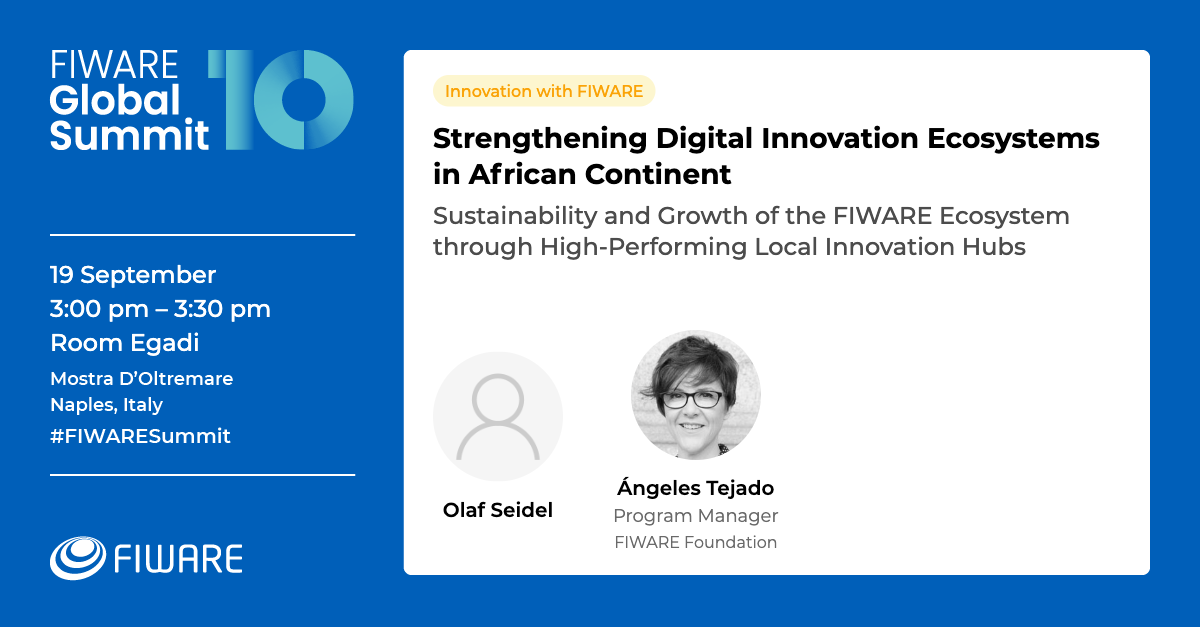 FIWARE
Global
Summit
10
19 September
3:00 pm – 3:30 pm
Room Egadi
Mostra D’Oltremare
Naples, Italy
#FIWARESummit
FIWARE
Innovation with FIWARE
Strengthening Digital Innovation Ecosystems
in African Continent
Sustainability and Growth of the FIWARE Ecosystem
through High-Performing Local Innovation Hubs
Olaf Seidel
Ángeles Tejado
Program Manager
FIWARE Foundation